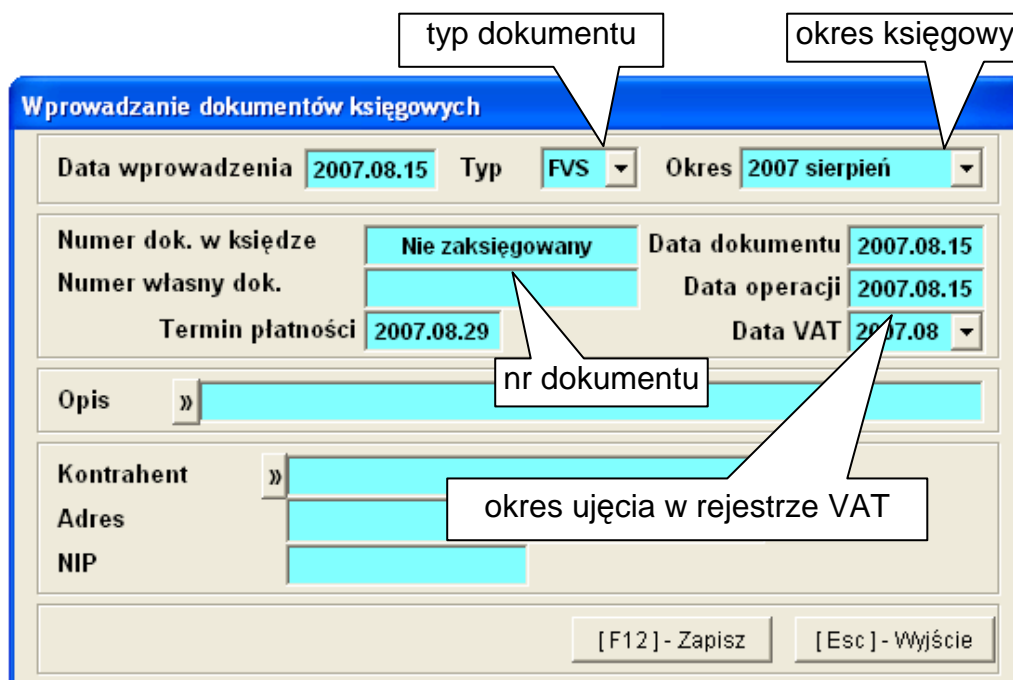 typ dokumentu
okres księgowy
Wprowadzanie dokumentów księgowych
Data wprowadzenia 2007.08.15 Typ FVS Okres 2007 sierpień
Numer dok. w księdze Nie zaksięgowany Data dokumentu 2007.08.15
Numer własny dok. Data operacji 2007.08.15
Termin płatności 2007.08.29 Data VAT 2007.08
nr dokumentu
Opis »
Kontrahent »
okres ujęcia w rejestrze VAT
Adres
NIP
[F12] - Zapisz [Esc] - Wyjście